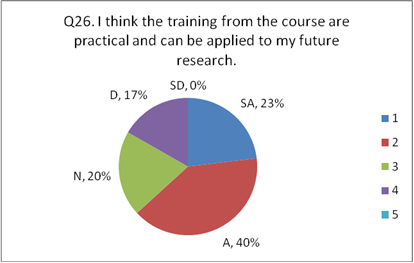 Q26. I think the training from the course are
practical and can be applied to my future
research.
SD, 0%
D, 17%
SA, 23%
N, 20%
A, 40%
1
2
3
4
5